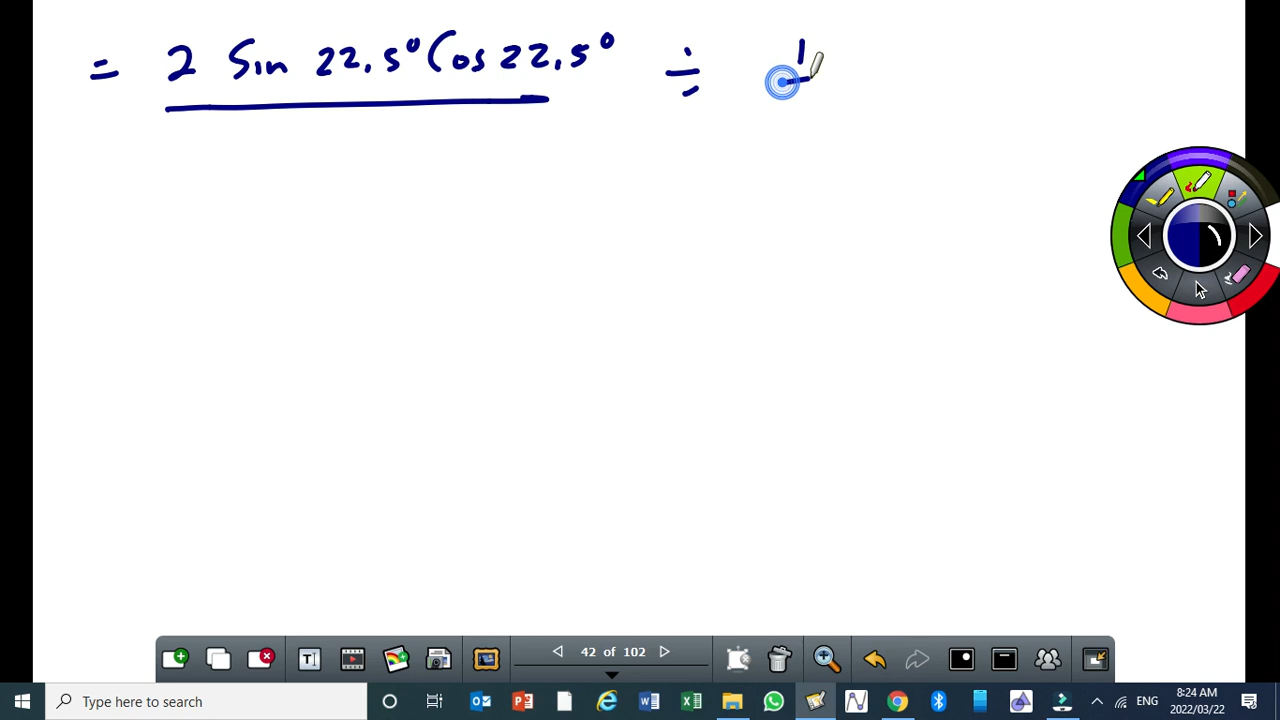 = 2 Sin 22.5° Cos 22.5° ÷ 1
42 of 102
Type here to search
ENG
8:24 AM
2022/03/22